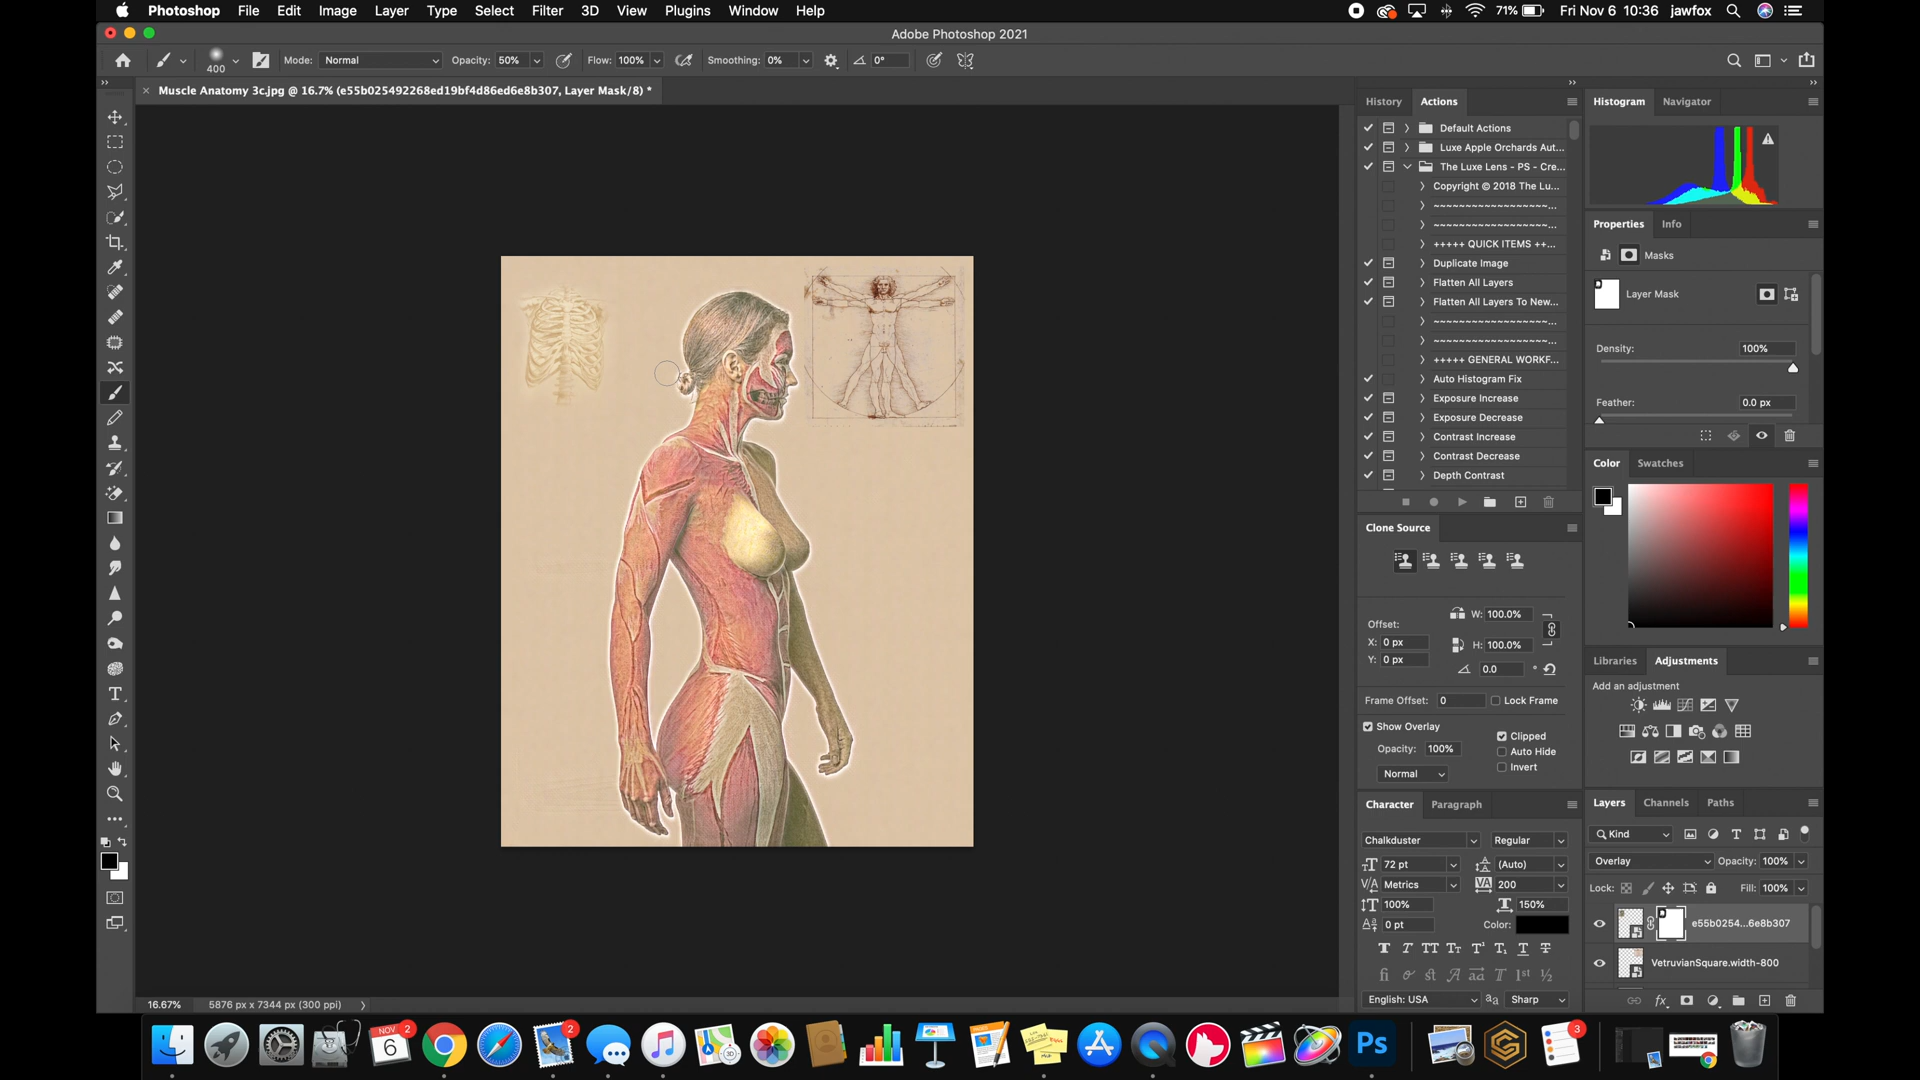 Photoshop File Edit Image Layer Type Select Filter 3D View Plugins Window Help 71% Fri Nov 6 10:36 jawfox
Adobe Photoshop 2021
400 Mode: Normal Opacity: 50% Flow: 100% Smoothing: 0% 0°
Muscle Anatomy 3c.jpg @ 16.7% (e55b025492268ed19bf4d86ed6e8b307, Layer Mask/8) *
History Actions
Default Actions
Luxe Apple Orchards Aut...
The Luxe Lens - PS - Cre...
Copyright © 2018 The Lu...
~~~~~~~~~~~~~~~~~~...
~~~~~~~~~~~~~~~~~~...
+++++ QUICK ITEMS ++...
Duplicate Image
Flatten All Layers
Flatten All Layers To New...
~~~~~~~~~~~~~~~~~~...
~~~~~~~~~~~~~~~~~~...
+++++ GENERAL WORKF...
Auto Histogram Fix
Exposure Increase
Exposure Decrease
Contrast Increase
Contrast Decrease
Depth Contrast
Clone Source
Offset:
W: 100.0%
X: 0 px
H: 100.0%
Y: 0 px
0.0 °
Frame Offset: 0 Lock Frame
Show Overlay
Clipped
Opacity: 100%
Auto Hide
Invert
Normal
Character Paragraph
Chalkduster Regular
72 pt (Auto)
Metrics 200
100% 150%
0 pt Color:
English: USA Sharp
Histogram Navigator
Properties Info
Masks
Layer Mask
Density: 100%
Feather: 0.0 px
Color Swatches
Libraries Adjustments
Add an adjustment
Layers Channels Paths
Kind
Overlay Opacity: 100%
Lock: Fill: 100%
e55b0254...6e8b307
VetruvianSquare.width-800
16.67% 5876 px x 7344 px (300 ppi)
NOV 2
6
2
3D
Ps
3